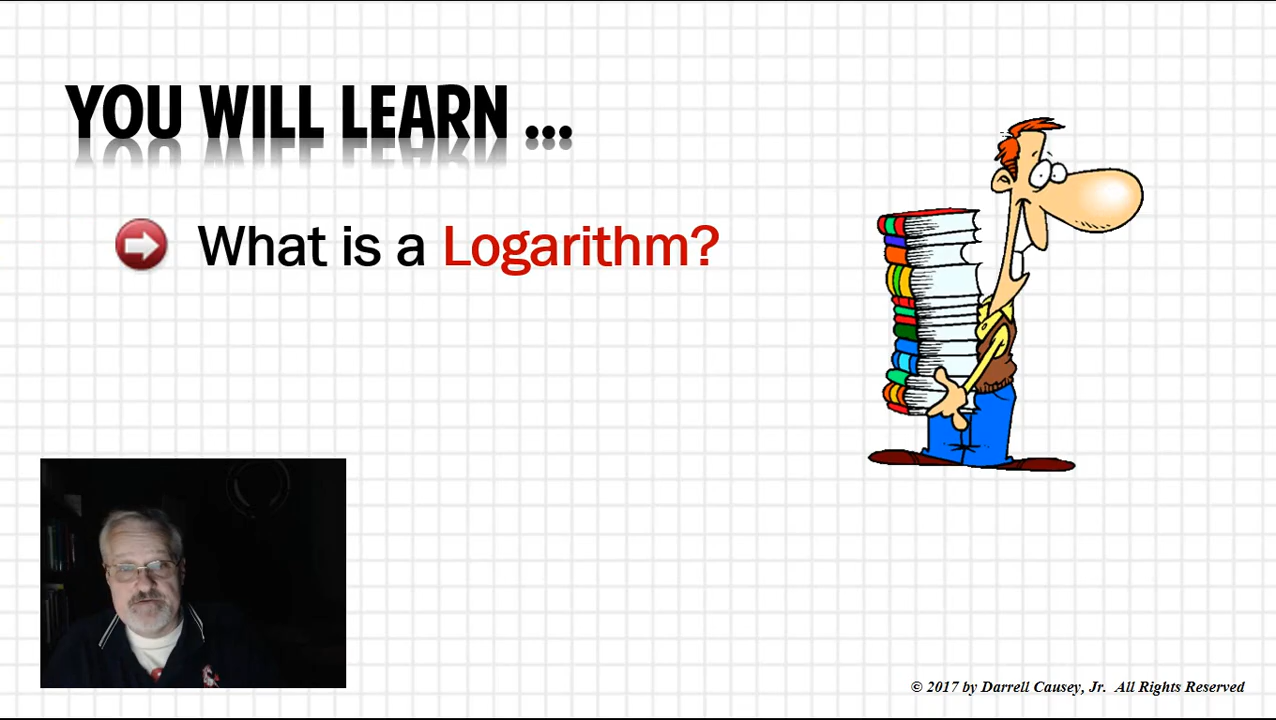 YOU WILL LEARN ...
What is a Logarithm?
© 2017 by Darrell Causey, Jr. All Rights Reserved